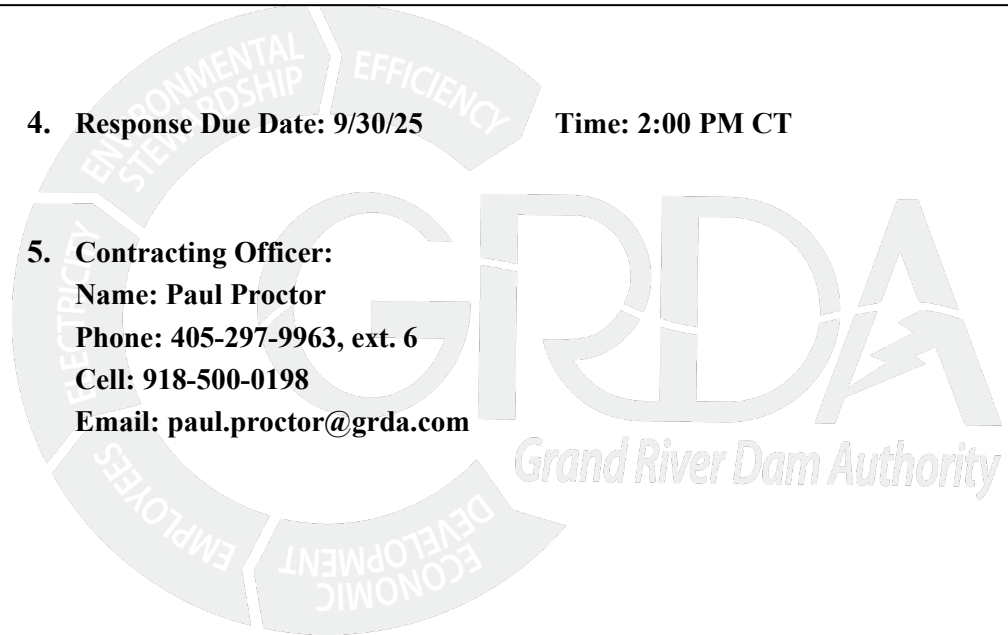 4. Response Due Date: 9/30/25 Time: 2:00 PM CT
5. Contracting Officer:
Name: Paul Proctor
Phone: 405-297-9963, ext. 6
Cell: 918-500-0198
Email: paul.proctor@grda.com
ENVIRONMENTAL
STEWARDSHIP
EFFICIENCY
ELECTRICITY
EMPLOYEES
ECONOMIC
DEVELOPMENT
GRDA
Grand River Dam Authority